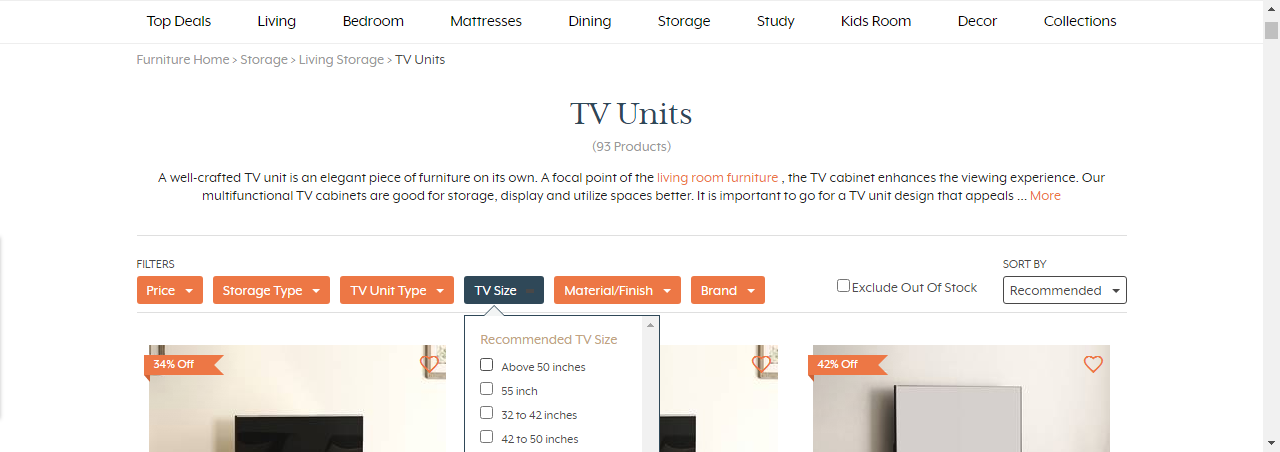 Top Deals Living Bedroom Mattresses Dining Storage Study Kids Room Decor Collections
Furniture Home > Storage > Living Storage > TV Units
TV Units
(93 Products)
A well-crafted TV unit is an elegant piece of furniture on its own. A focal point of the living room furniture , the TV cabinet enhances the viewing experience. Our
multifunctional TV cabinets are good for storage, display and utilize spaces better. It is important to go for a TV unit design that appeals ... More
FILTERS
SORT BY
Price Storage Type TV Unit Type TV Size Material/Finish Brand
Exclude Out Of Stock
Recommended
Recommended TV Size
Above 50 inches
55 inch
32 to 42 inches
42 to 50 inches
34% Off
42% Off